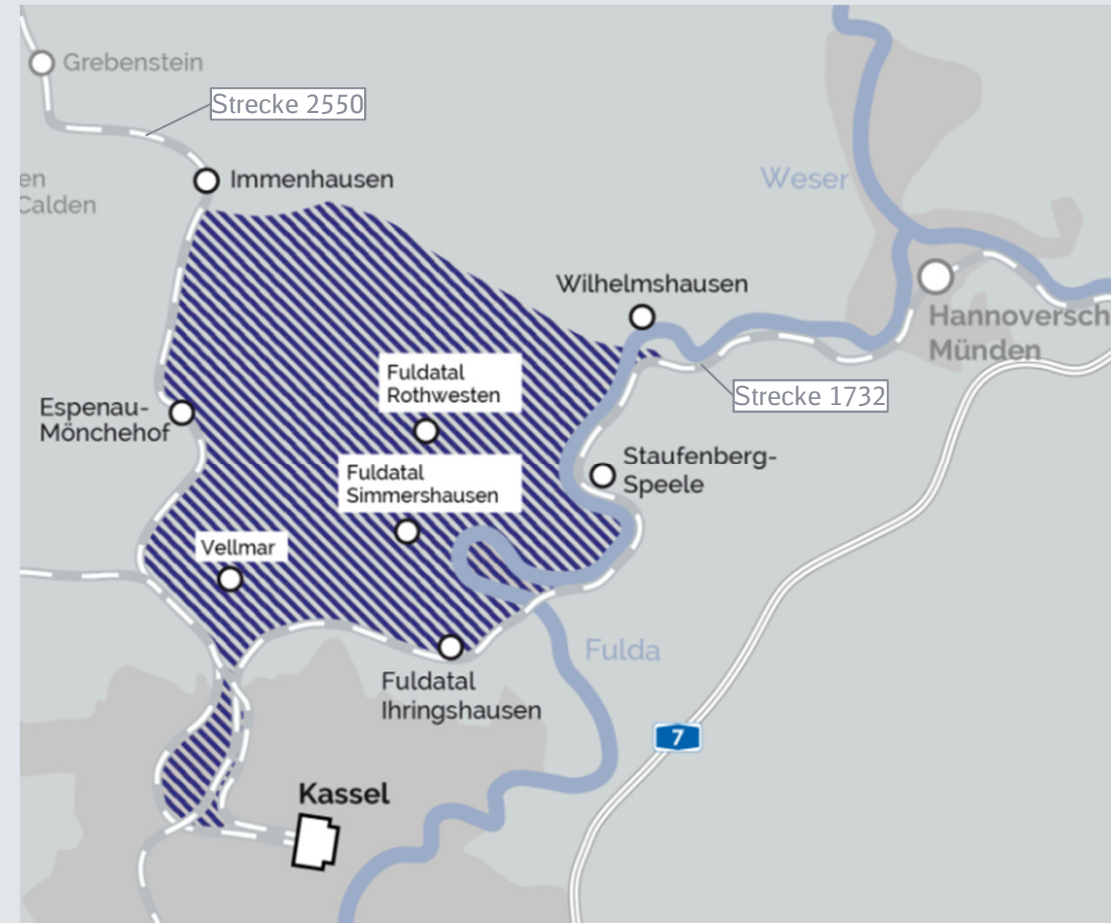 Grebenstein
Strecke 2550
Immenhausen
en
Calden
Weser
Wilhelmshausen
Hannoversch
Münden
Fuldatal
Rothwesten
Strecke 1732
Espenau-
Mönchehof
Staufenberg-
Speele
Fuldatal
Simmershausen
Vellmar
Fulda
Fuldatal
Ihringshausen
7
Kassel